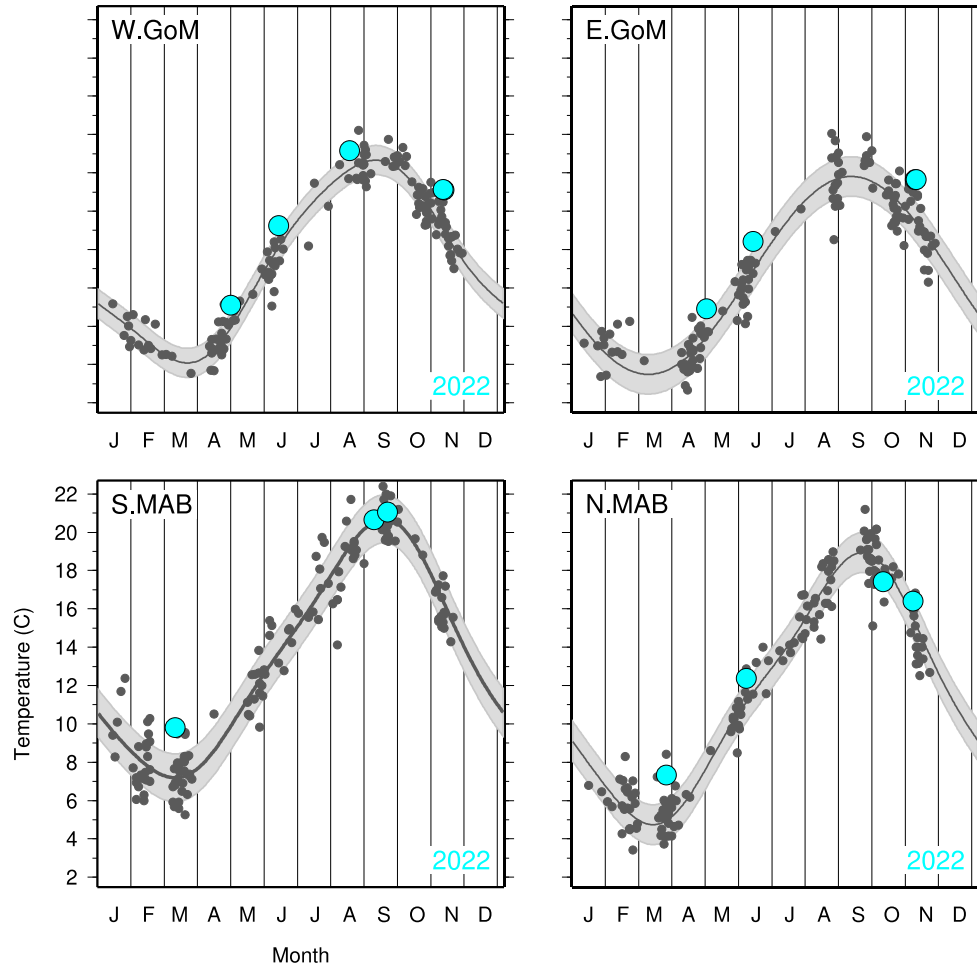 W.GoM
2022
J F M A M J J A S O N D
E.GoM
2022
J F M A M J J A S O N D
S.MAB
22
20
18
16
14
12
10
8
6
4
2
Temperature (C)
2022
J F M A M J J A S O N D
Month
N.MAB
2022
J F M A M J J A S O N D